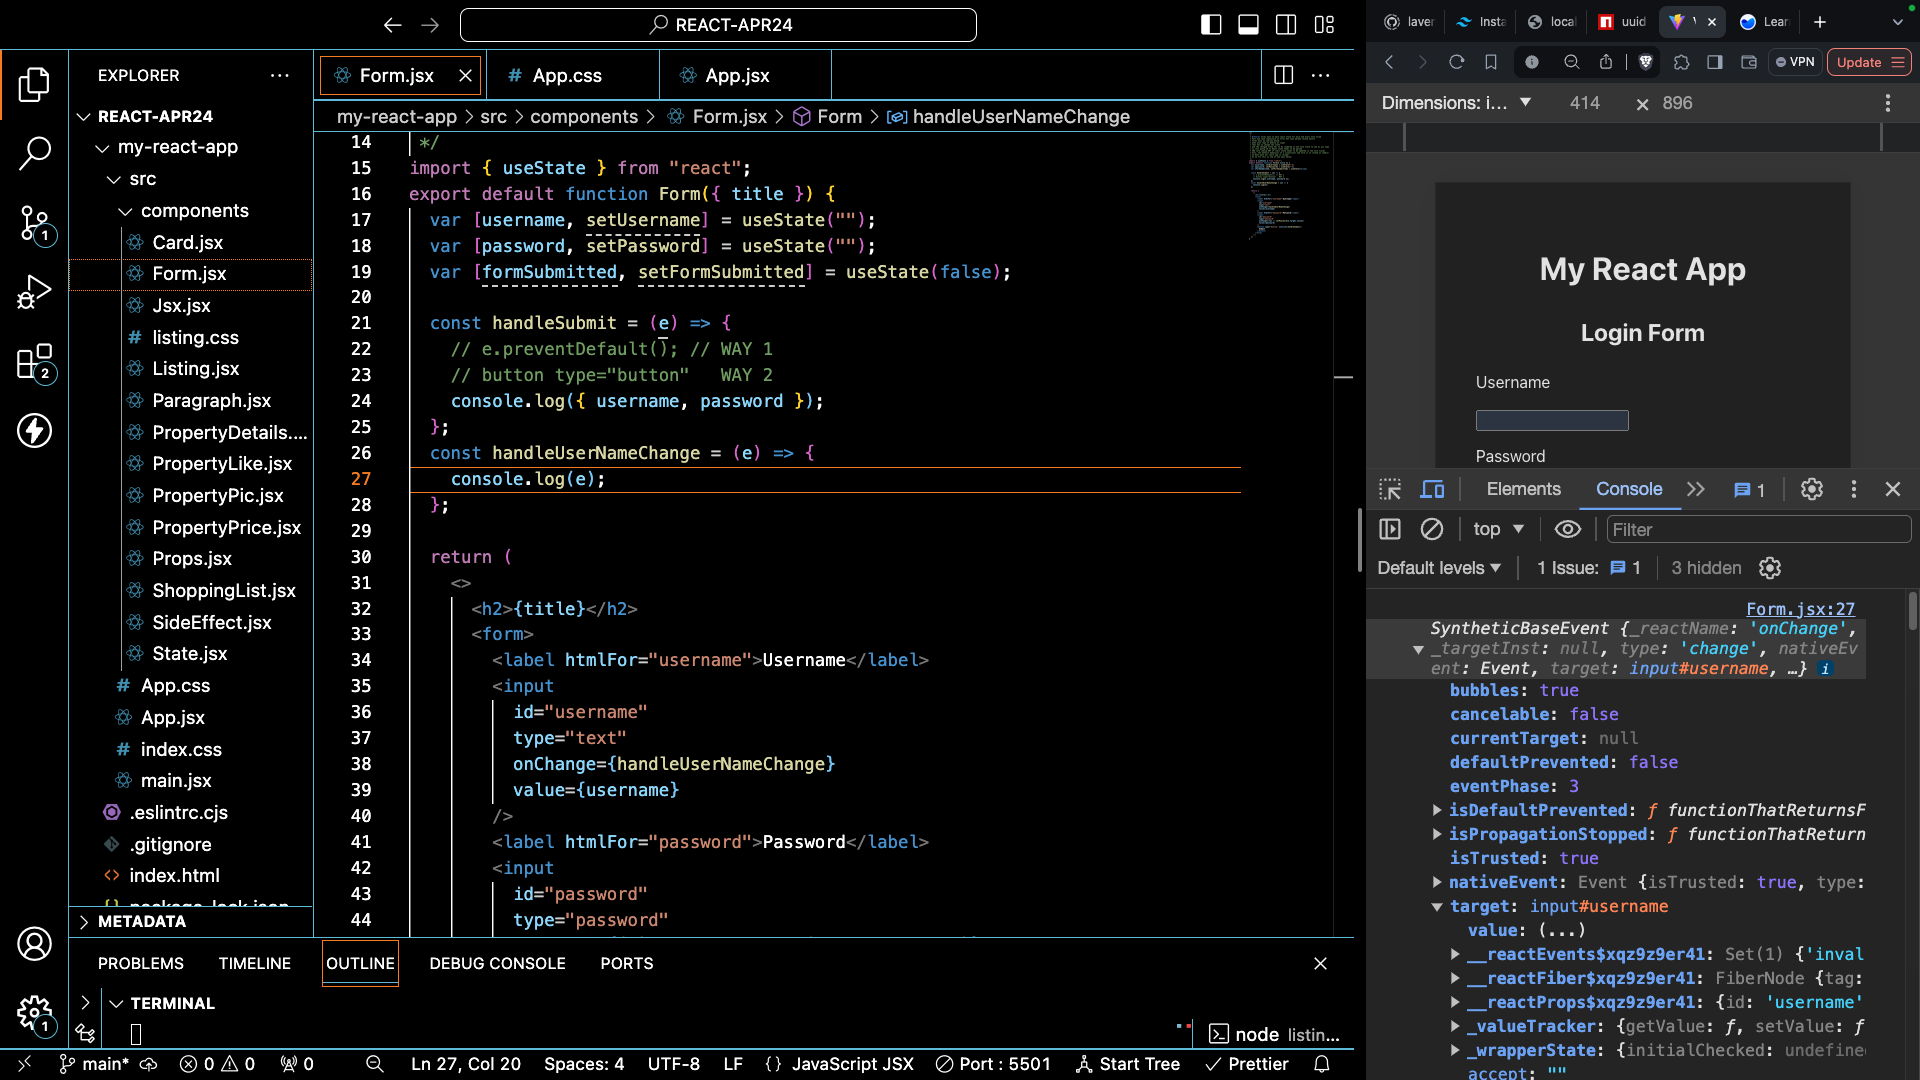 REACT-APR24
EXPLORER
REACT-APR24
my-react-app
src
components
Card.jsx
Form.jsx
Jsx.jsx
listing.css
Listing.jsx
Paragraph.jsx
PropertyDetails....
PropertyLike.jsx
PropertyPic.jsx
PropertyPrice.jsx
Props.jsx
ShoppingList.jsx
SideEffect.jsx
State.jsx
App.css
App.jsx
index.css
main.jsx
.eslintrc.cjs
.gitignore
index.html
METADATA
1
2
1
Form.jsx
App.css
App.jsx
my-react-app > src > components > Form.jsx > Form > handleUserNameChange
14 */
15 import { useState } from "react";
16 export default function Form({ title }) {
17 var [username, setUsername] = useState("");
18 var [password, setPassword] = useState("");
19 var [formSubmitted, setFormSubmitted] = useState(false);
20
21 const handleSubmit = (e) => {
22 // e.preventDefault(); // WAY 1
23 // button type="button"   WAY 2
24 console.log({ username, password });
25 };
26 const handleUserNameChange = (e) => {
27 console.log(e);
28 };
29
30 return (
31 <>
32 <h2>{title}</h2>
33 <form>
34 <label htmlFor="username">Username</label>
35 <input
36 id="username"
37 type="text"
38 onChange={handleUserNameChange}
39 value={username}
40 />
41 <label htmlFor="password">Password</label>
42 <input
43 id="password"
44 type="password"
PROBLEMS TIMELINE OUTLINE DEBUG CONSOLE PORTS
TERMINAL
node listin...
main* 0 0 0 Ln 27, Col 20 Spaces: 4 UTF-8 LF {} JavaScript JSX Port : 5501 Start Tree Prettier
laver
Insta
local
uuid
Lear
VPN
Update
Dimensions: i... 414 × 896
My React App
Login Form
Username
Password
Elements Console 1
top Filter
Default levels 1 Issue: 1 3 hidden
Form.jsx:27
SyntheticBaseEvent {_reactName: 'onChange',
_targetInst: null, type: 'change', nativeEv
ent: Event, target: input#username, …} i
bubbles: true
cancelable: false
currentTarget: null
defaultPrevented: false
eventPhase: 3
isDefaultPrevented: ƒ functionThatReturnsF
isPropagationStopped: ƒ functionThatReturn
isTrusted: true
nativeEvent: Event {isTrusted: true, type:
target: input#username
value: (...)
__reactEvents$xqz9z9er41: Set(1) {'inval
__reactFiber$xqz9z9er41: FiberNode {tag:
__reactProps$xqz9z9er41: {id: 'username'
_valueTracker: {getValue: ƒ, setValue: ƒ
_wrapperState: {initialChecked: undefine
accept: ""